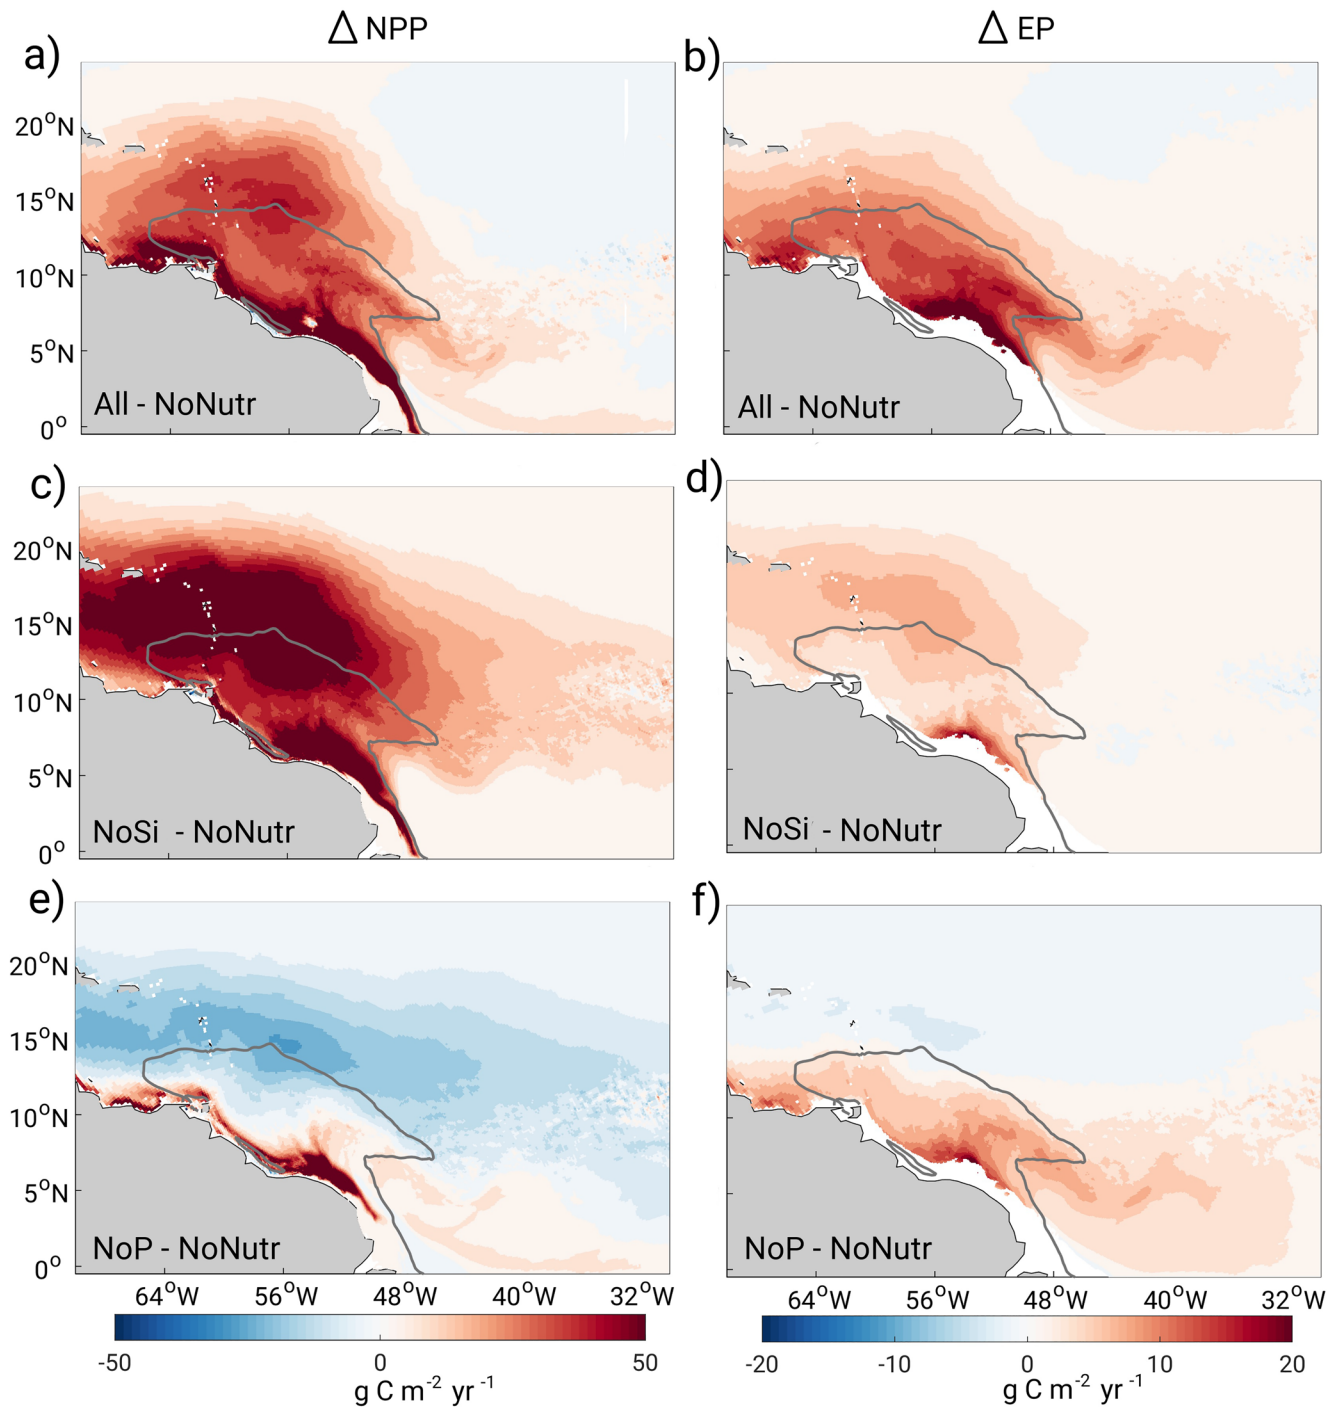 △ NPP
△ EP
a)
b)
20°N
15°N
10°N
5°N
0°
All - NoNutr
All - NoNutr
c)
d)
20°N
15°N
10°N
5°N
0°
NoSi - NoNutr
NoSi - NoNutr
e)
f)
20°N
15°N
10°N
5°N
0°
NoP - NoNutr
NoP - NoNutr
64°W 56°W 48°W 40°W 32°W
64°W 56°W 48°W 40°W 32°W
-50 0 50
g C m⁻² yr⁻¹
-20 -10 0 10 20
g C m⁻² yr⁻¹